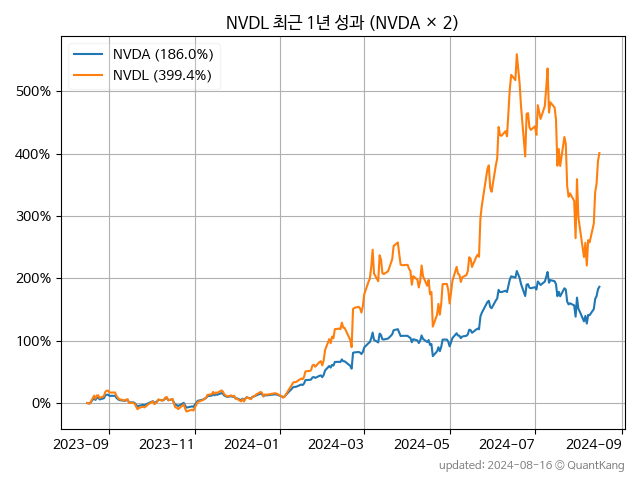 NVDL 최근 1년 성과 (NVDA × 2)
NVDA (186.0%)
NVDL (399.4%)
500%
400%
300%
200%
100%
0%
2023-09 2023-11 2024-01 2024-03 2024-05 2024-07 2024-09
updated: 2024-08-16 © QuantKang